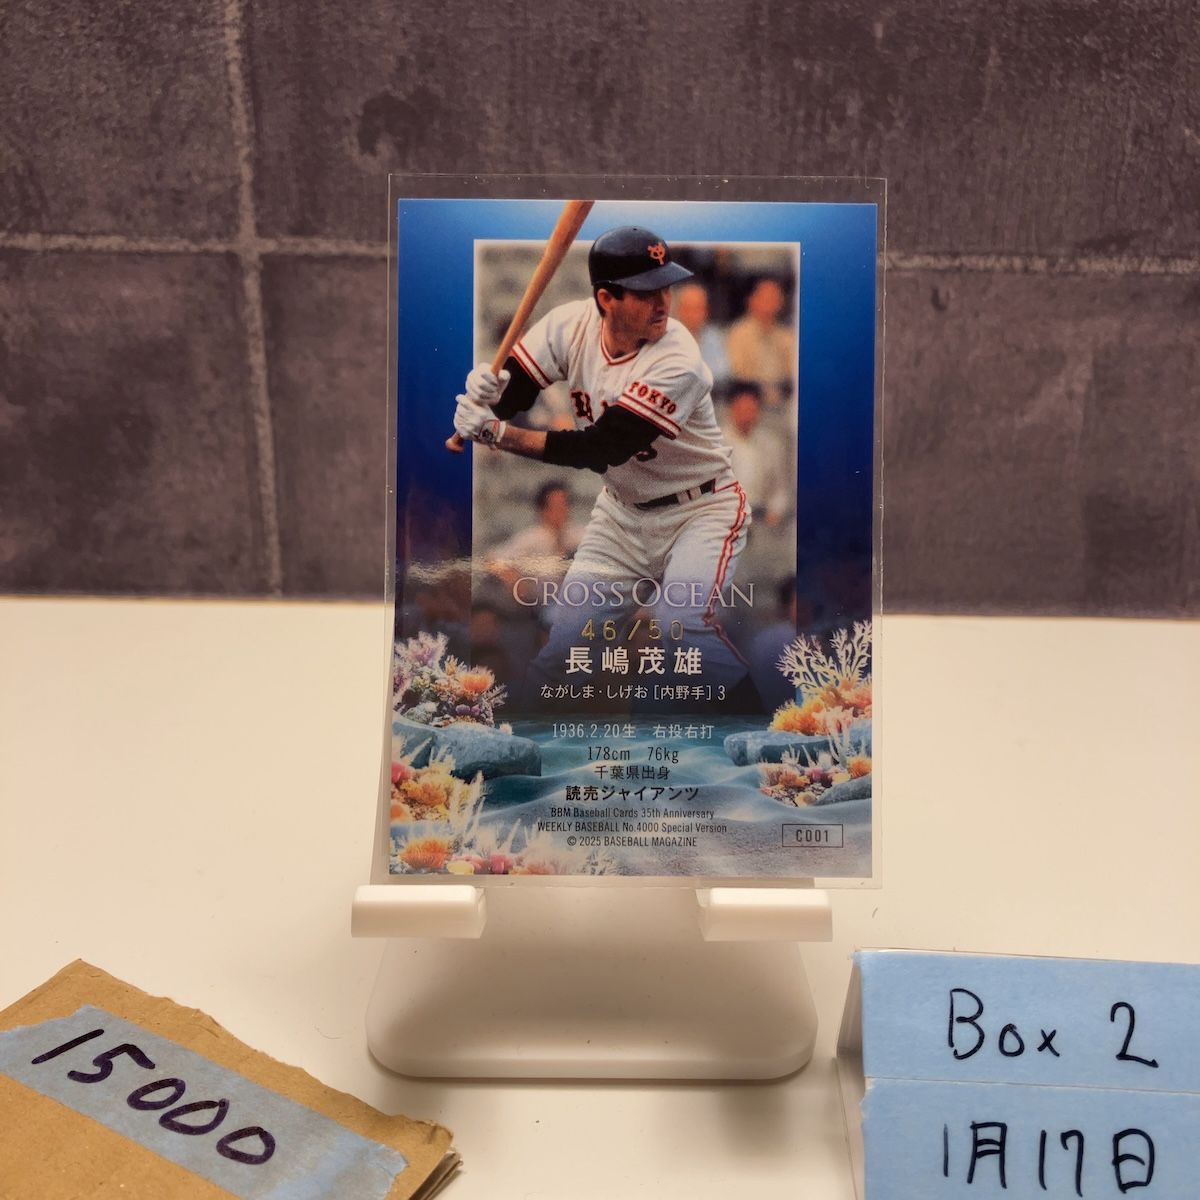 TOKYO
CROSS OCEAN
46/50
長嶋茂雄
ながしま・しげお［内野手］3
1936.2.20生　右投右打
178cm　76kg
千葉県出身
読売ジャイアンツ
BBM Baseball Cards 35th Anniversary
WEEKLY BASEBALL No.4000 Special Version
© 2025 BASEBALL MAGAZINE
C001
15000
Box 2
1月17日